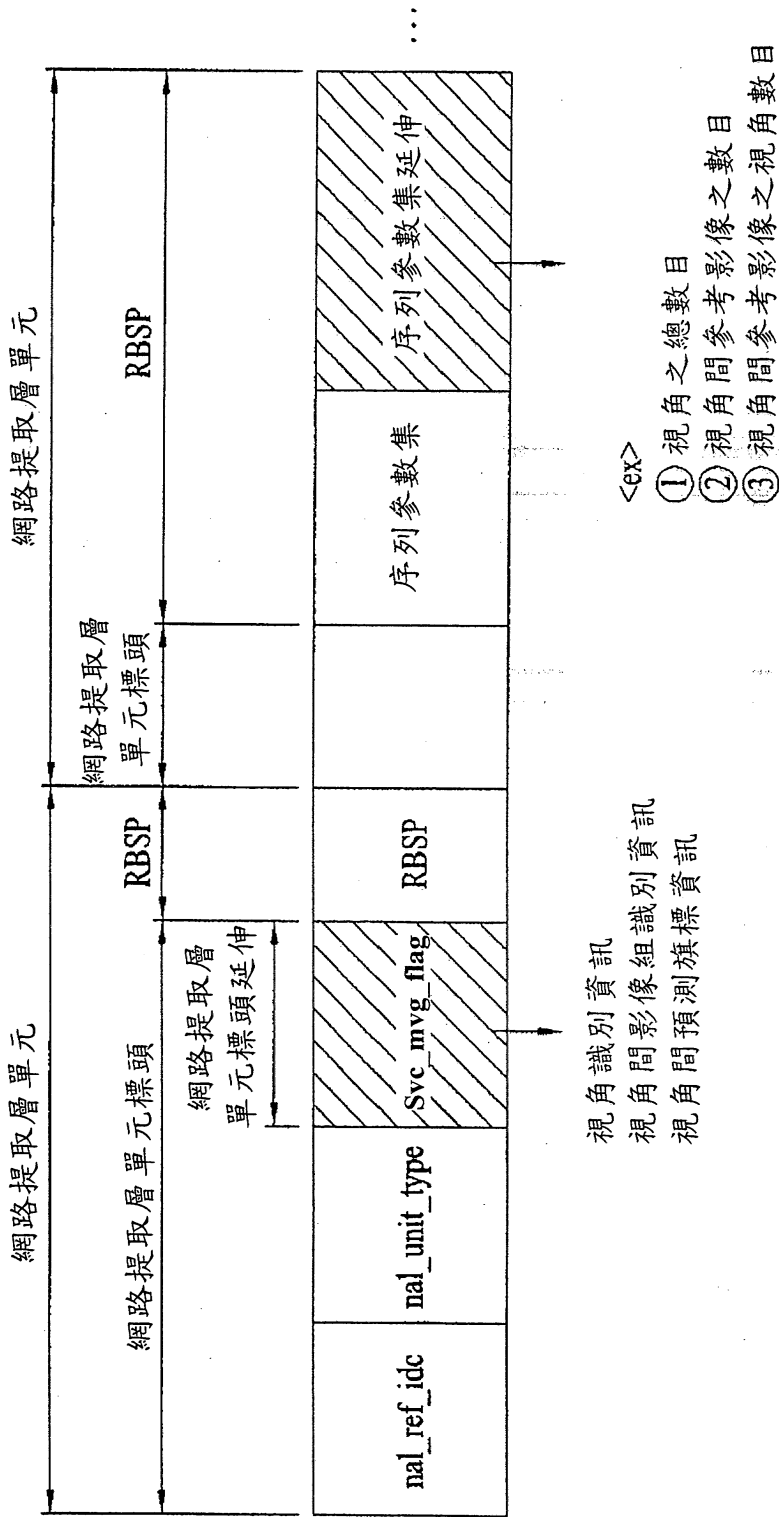 網路提取層單元
網路提取層單元
網路提取層單元標頭
RBSP
網路提取層
單元標頭
RBSP
網路提取層
單元標頭延伸
nal_ref_idc
nal_unit_type
Svc_mvg_flag
RBSP
序列參數集
序列參數集延伸
...
視角識別資訊
視角間影像組識別資訊
視角間預測旗標資訊
<ex>
① 視角之總數目
② 視角間參考影像之數目
③ 視角間參考影像之視角數目